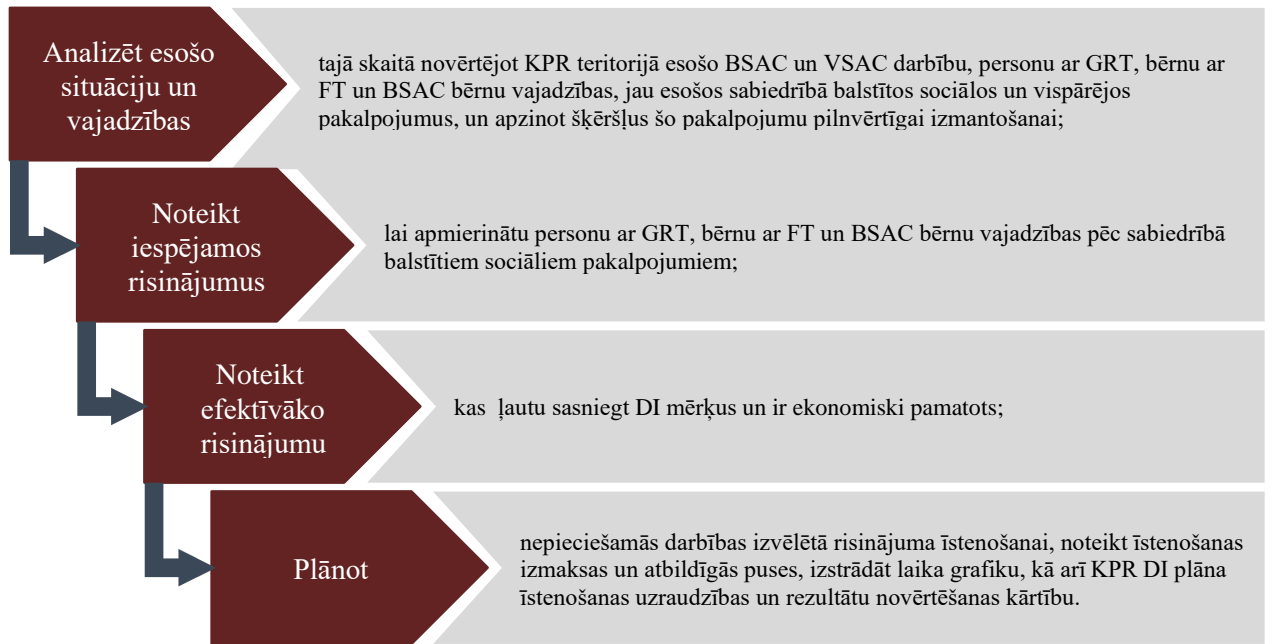 Analizēt esošo
situāciju un
vajadzības
tajā skaitā novērtējot KPR teritorijā esošo BSAC un VSAC darbību, personu ar GRT, bērnu ar
FT un BSAC bērnu vajadzības, jau esošos sabiedrībā balstītos sociālos un vispārējos
pakalpojumus, un apzinot šķēršļus šo pakalpojumu pilnvērtīgai izmantošanai;
Noteikt
iespējamos
risinājumus
lai apmierinātu personu ar GRT, bērnu ar FT un BSAC bērnu vajadzības pēc sabiedrībā
balstītiem sociāliem pakalpojumiem;
Noteikt
efektīvāko
risinājumu
kas ļautu sasniegt DI mērķus un ir ekonomiski pamatots;
Plānot
nepieciešamās darbības izvēlētā risinājuma īstenošanai, noteikt īstenošanas
izmaksas un atbildīgās puses, izstrādāt laika grafiku, kā arī KPR DI plāna
īstenošanas uzraudzības un rezultātu novērtēšanas kārtību.